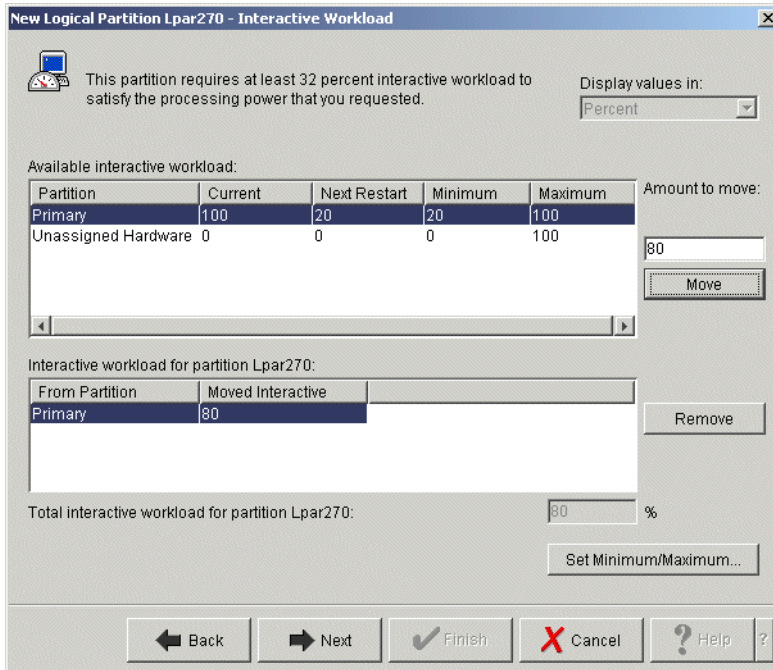 New Logical Partition Lpar270 - Interactive Workload
This partition requires at least 32 percent interactive workload to
satisfy the processing power that you requested.
Display values in:
Percent
Available interactive workload:
Partition Current Next Restart Minimum Maximum
Primary 100 20 20 100
Unassigned Hardware 0 0 0 100
Amount to move:
80
Move
Interactive workload for partition Lpar270:
From Partition Moved Interactive
Primary 80
Remove
Total interactive workload for partition Lpar270: 80 %
Set Minimum/Maximum...
Back Next Finish Cancel Help ?